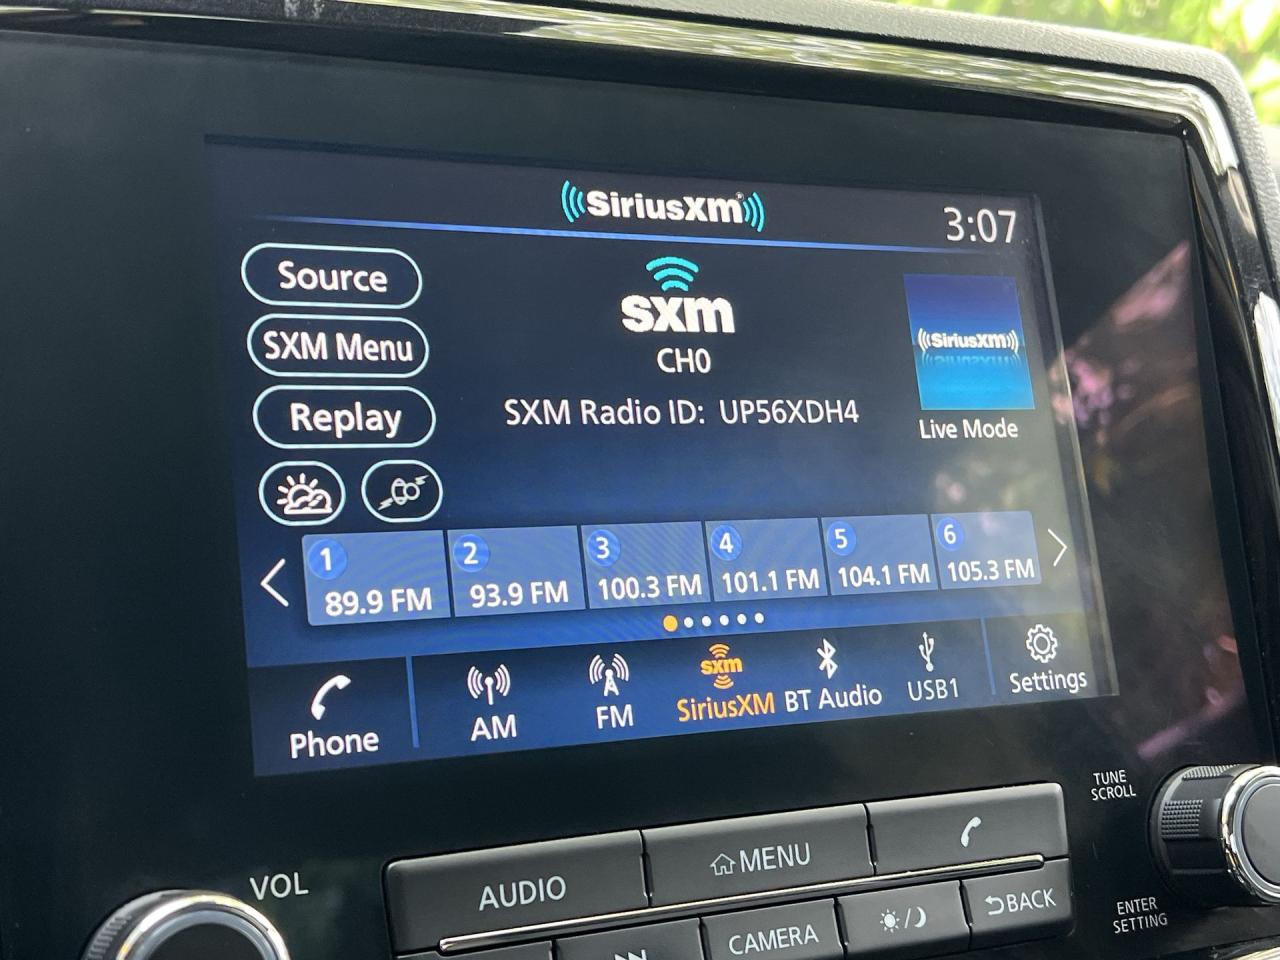 SiriusXM
3:07
Source
SXM Menu
Replay
sxm
CH0
SXM Radio ID: UP56XDH4
SiriusXM
Live Mode
1
89.9 FM
2
93.9 FM
3
100.3 FM
4
101.1 FM
5
104.1 FM
6
105.3 FM
Phone
AM
FM
sxm
SiriusXM
BT Audio
USB1
Settings
VOL
AUDIO
MENU
CAMERA
BACK
TUNE
SCROLL
ENTER
SETTING